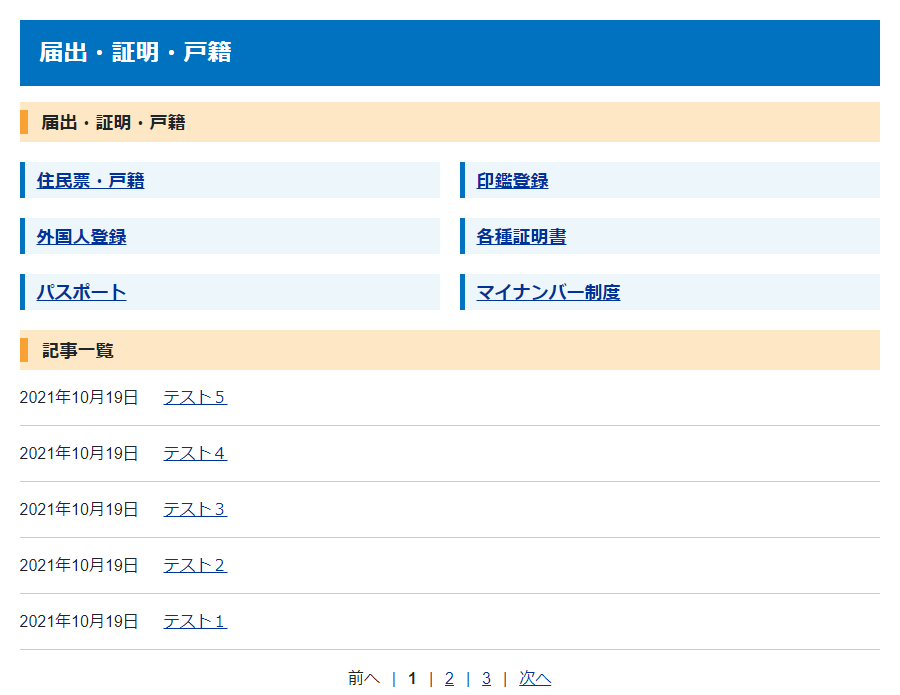 届出・証明・戸籍
届出・証明・戸籍
住民票・戸籍
印鑑登録
外国人登録
各種証明書
パスポート
マイナンバー制度
記事一覧
2021年10月19日 テスト５
2021年10月19日 テスト４
2021年10月19日 テスト３
2021年10月19日 テスト２
2021年10月19日 テスト１
前へ | 1 | 2 | 3 | 次へ